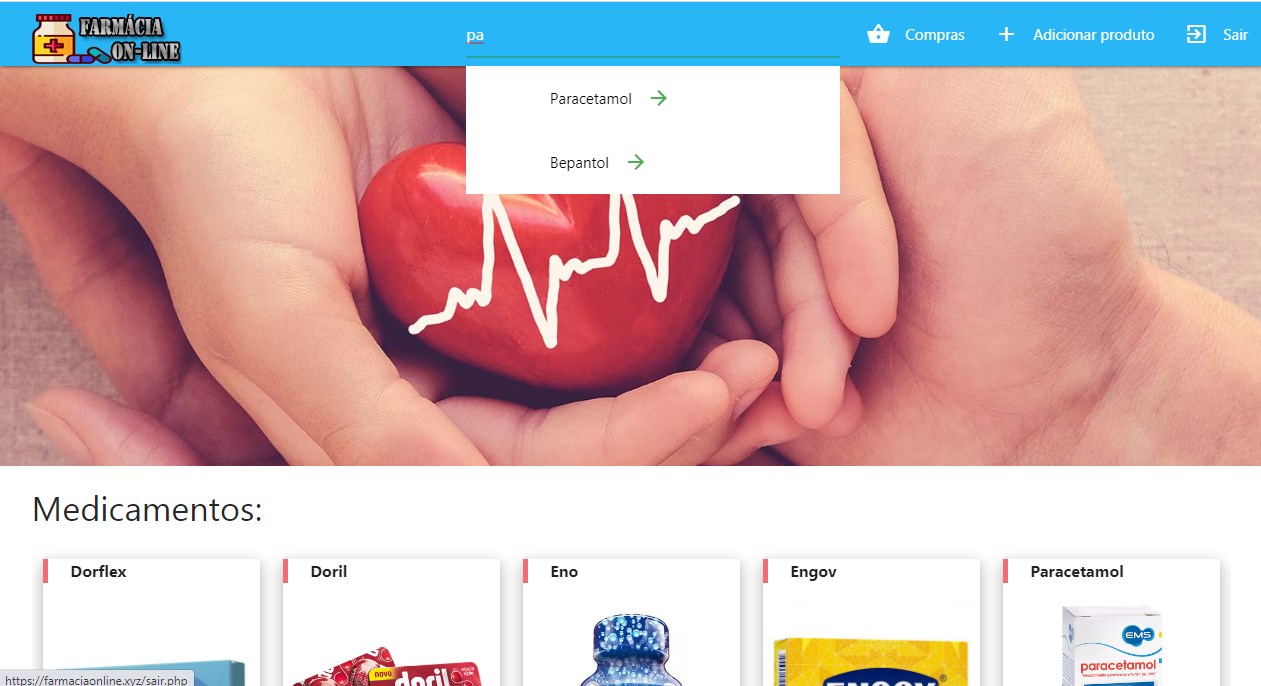 FARMÁCIA
ON-LINE
pa
Compras
Adicionar produto
Sair
Paracetamol
Bepantol
Medicamentos:
Dorflex
Doril
Eno
Engov
Paracetamol
novo
doril
ENGOV
EMS
paracetamol
https://farmaciaonline.xyz/sair.php